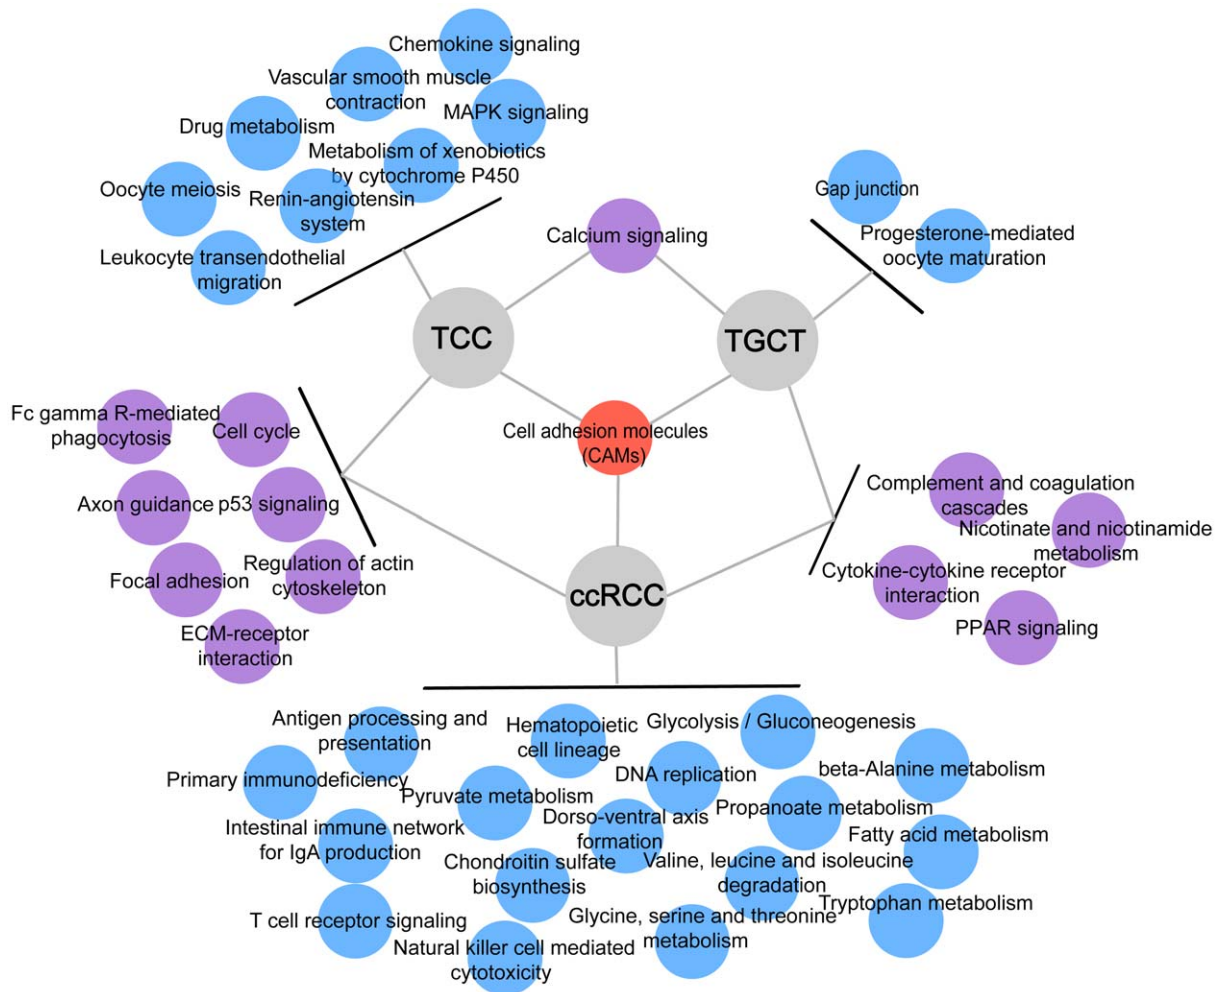 Chemokine signaling
Vascular smooth muscle
contraction
MAPK signaling
Drug metabolism
Metabolism of xenobiotics
by cytochrome P450
Oocyte meiosis
Renin-angiotensin
system
Leukocyte transendothelial
migration
Calcium signaling
Gap junction
Progesterone-mediated
oocyte maturation
TCC
TGCT
Cell adhesion molecules
(CAMs)
ccRCC
Fc gamma R-mediated
phagocytosis
Cell cycle
Axon guidance
p53 signaling
Focal adhesion
Regulation of actin
cytoskeleton
ECM-receptor
interaction
Complement and coagulation
cascades
Nicotinate and nicotinamide
metabolism
Cytokine-cytokine receptor
interaction
PPAR signaling
Antigen processing and
presentation
Hematopoietic
cell lineage
Glycolysis / Gluconeogenesis
Primary immunodeficiency
Pyruvate metabolism
DNA replication
beta-Alanine metabolism
Intestinal immune network
for IgA production
Dorso-ventral axis
formation
Propanoate metabolism
Fatty acid metabolism
Chondroitin sulfate
biosynthesis
Valine, leucine and isoleucine
degradation
T cell receptor signaling
Glycine, serine and threonine
metabolism
Tryptophan metabolism
Natural killer cell mediated
cytotoxicity